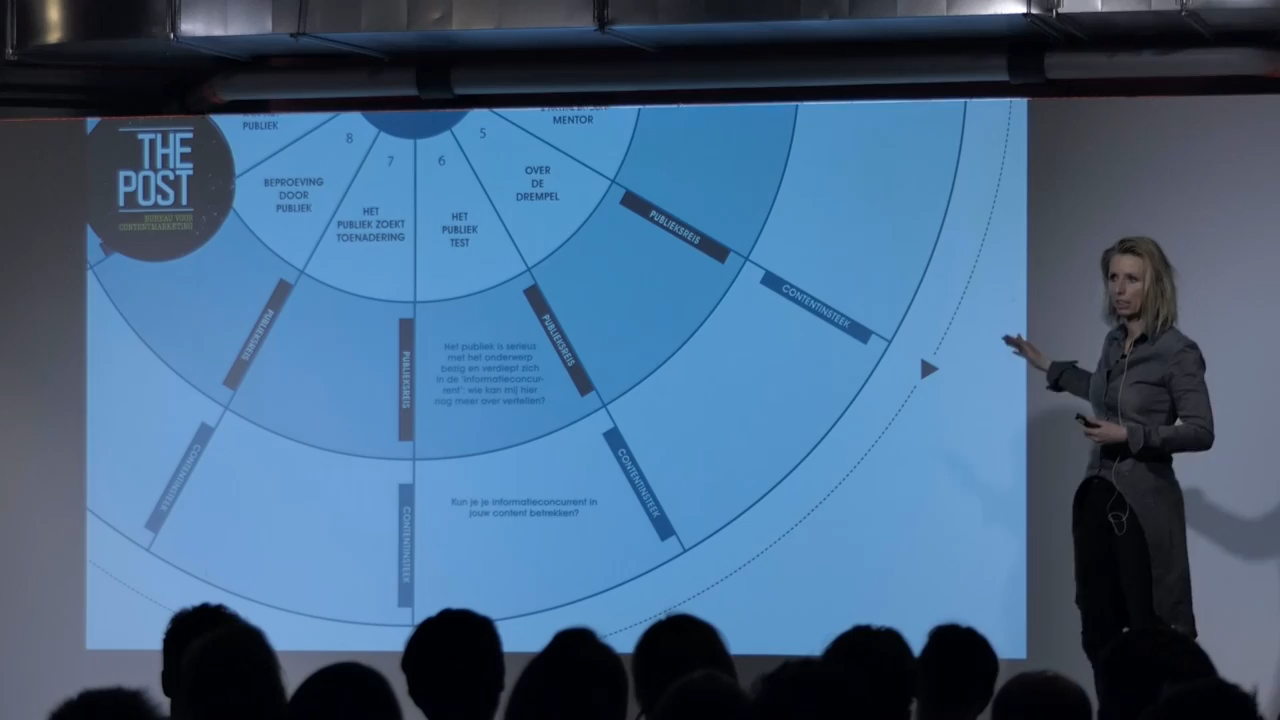 THE
POST
BUREAU VOOR
CONTENTMARKETING
PUBLIEK
8
BEPROEVING
DOOR
PUBLIEK
7
HET
PUBLIEK ZOEKT
TOENADERING
6
HET
PUBLIEK
TEST
5
OVER
DE
DREMPEL
MENTOR
PUBLIEKSREIS
CONTENTINSTEEK
PUBLIEKSREIS
CONTENTINSTEEK
PUBLIEKSREIS
CONTENTINSTEEK
PUBLIEKSREIS
CONTENTINSTEEK
Het publiek is serieus
met het onderwerp
bezig en verdiept zich
in de 'informatieconcur-
rent': wie kan mij hier
nog meer over vertellen?
Kun je je informatieconcurrent in
jouw content betrekken?